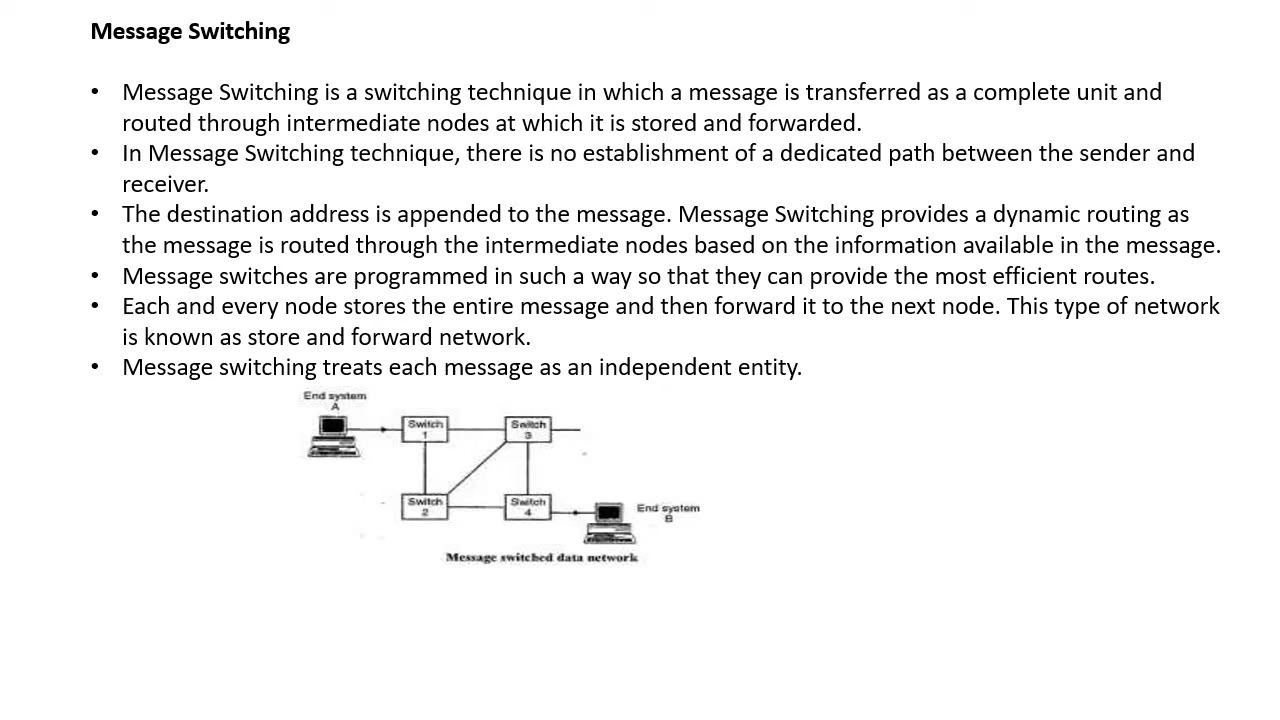 Message Switching
• Message Switching is a switching technique in which a message is transferred as a complete unit and
routed through intermediate nodes at which it is stored and forwarded.
• In Message Switching technique, there is no establishment of a dedicated path between the sender and
receiver.
• The destination address is appended to the message. Message Switching provides a dynamic routing as
the message is routed through the intermediate nodes based on the information available in the message.
• Message switches are programmed in such a way so that they can provide the most efficient routes.
• Each and every node stores the entire message and then forward it to the next node. This type of network
is known as store and forward network.
• Message switching treats each message as an independent entity.
End system
A
Switch
1
Switch
3
Switch
2
Switch
4
End system
B
Message switched data network